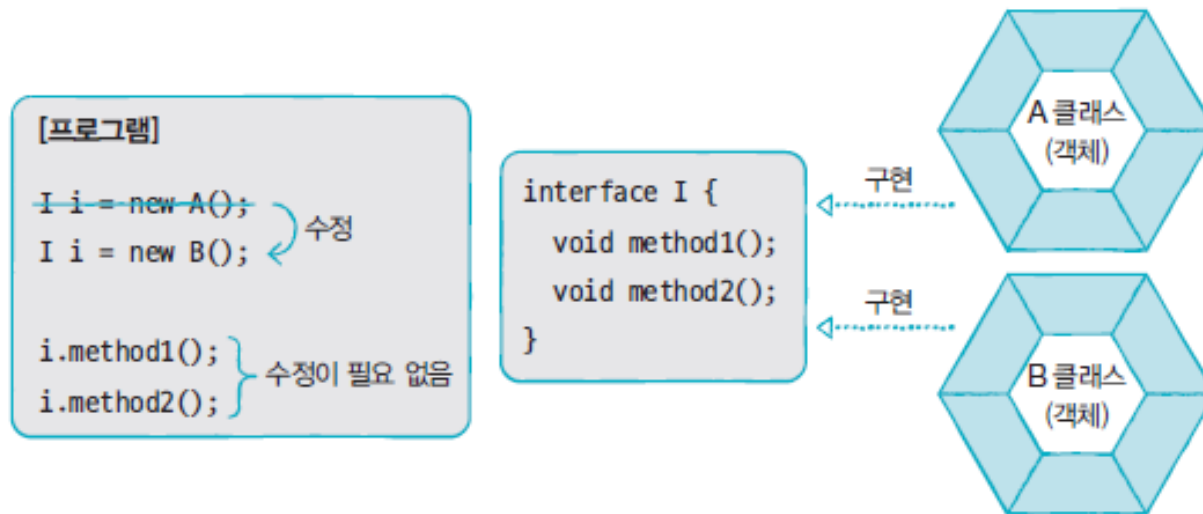 [프로그램]
I i = new A();
수정
I i = new B();
i.method1();
i.method2();
수정이 필요 없음
interface I {
void method1();
void method2();
}
구현
구현
A 클래스
(객체)
B 클래스
(객체)